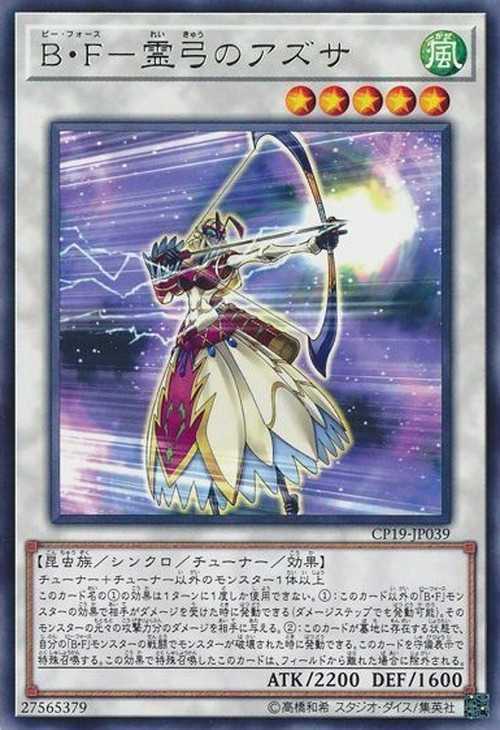 ビー・フォース れいきゅう
B・F－霊弓のアズサ
かぜ
風
CP19-JP039
【昆虫族／シンクロ／チューナー／効果】
チューナー＋チューナー以外のモンスター１体以上
このカード名の①の効果は１ターンに１度しか使用できない。①：このカード以外の「B・F」モン
スターの効果で相手がダメージを受けた時に発動できる（ダメージステップでも発動可能）。その
モンスターの元々の攻撃力分のダメージを相手に与える。②：このカードが墓地に存在する状態で、
自分の「B・F」モンスターが戦闘でモンスターが破壊された時に発動できる。このカードを守備表示で
特殊召喚する。この効果で特殊召喚したこのカードは、フィールドから離れた場合に除外される。
ATK/2200 DEF/1600
27565379
©高橋和希 スタジオ・ダイス/集英社